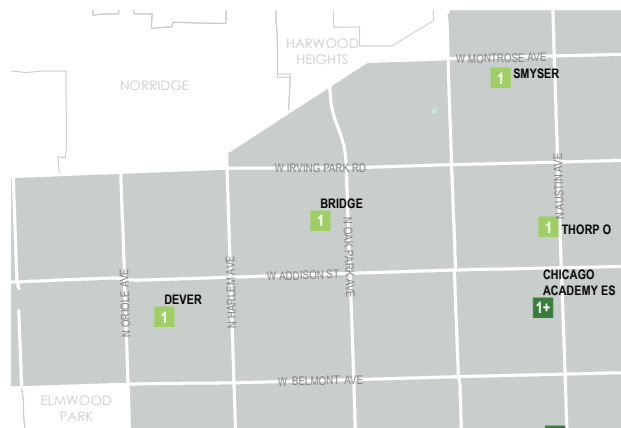 HARWOOD
HEIGHTS
W MONTROSE AVE
SMYSER
1
NORRIDGE
W IRVING PARK RD
N AUSTIN AVE
BRIDGE
1
N OAK PARK AVE
1
THORP O
W ADDISON ST
CHICAGO
ACADEMY ES
1+
N ORIOLE AVE
N HARLEM AVE
DEVER
1
W BELMONT AVE
ELMWOOD
PARK